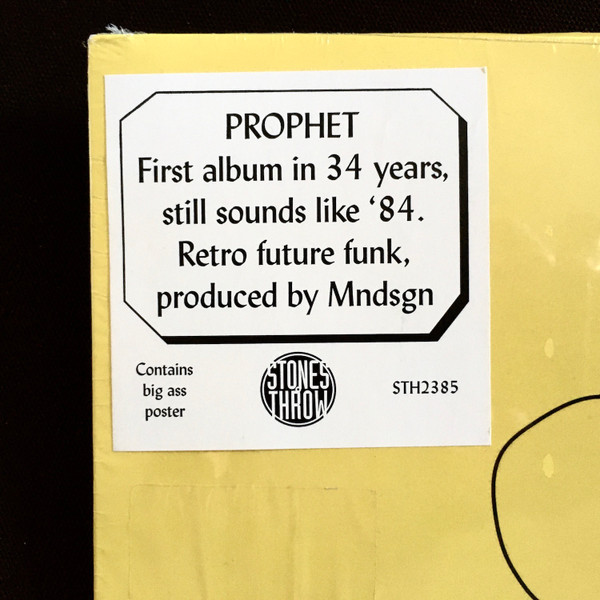 PROPHET
First album in 34 years,
still sounds like ‘84.
Retro future funk,
produced by Mndsgn
Contains
big ass
poster
STONES
THROW
STH2385